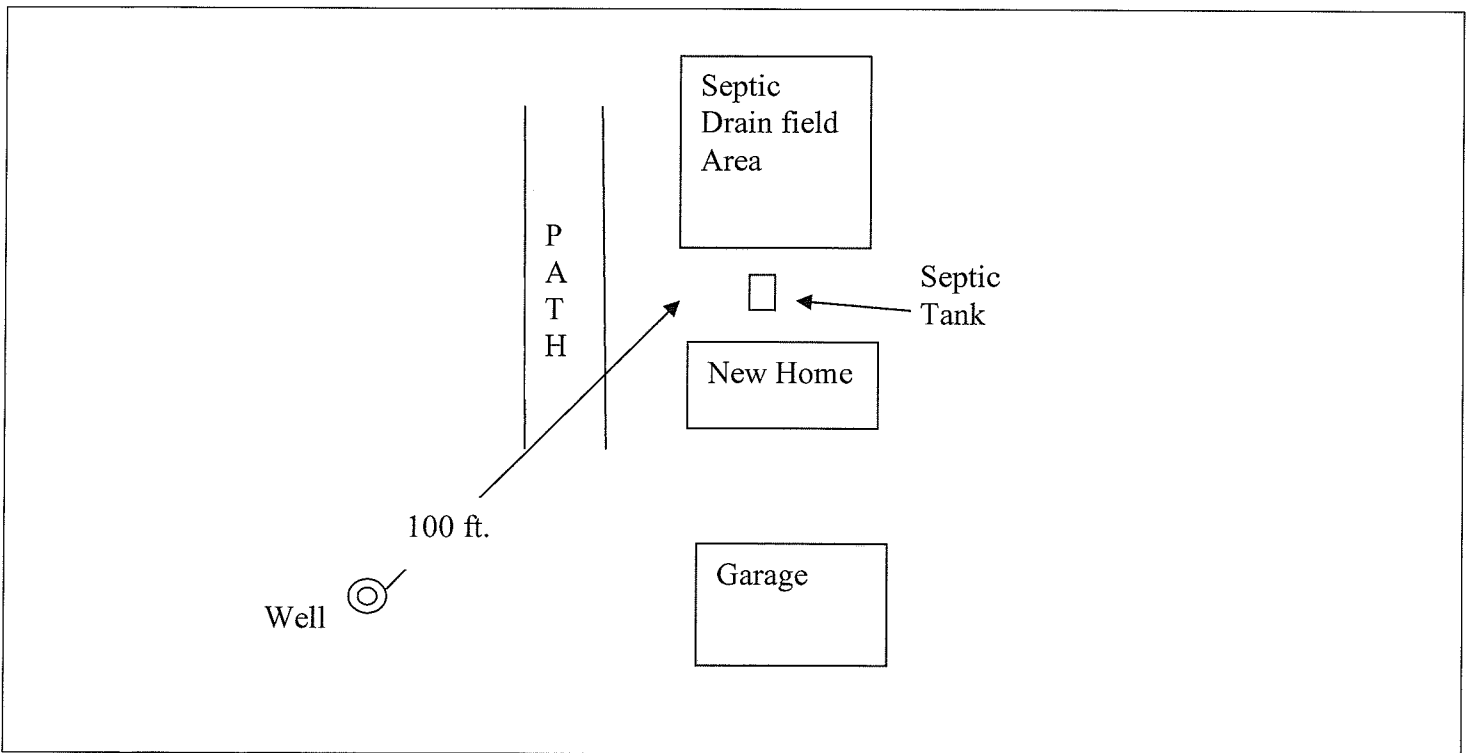 Septic
Drain field
Area
P
A
T
H
Septic
Tank
New Home
100 ft.
Garage
Well